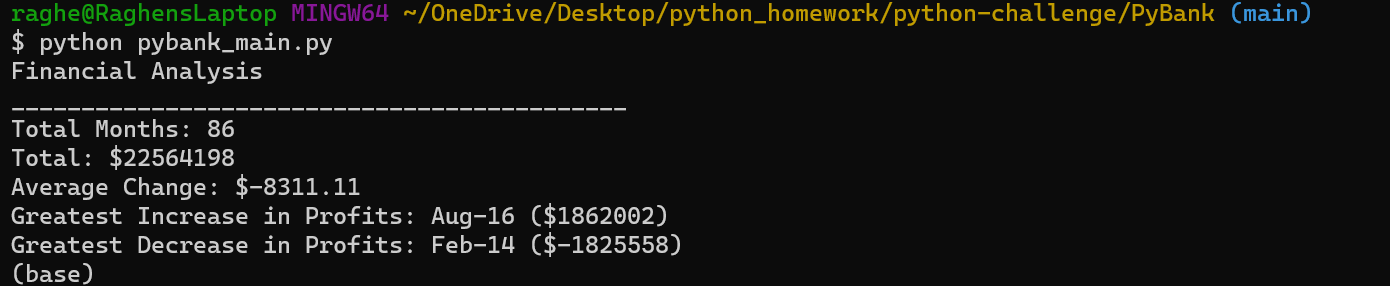 raghe@RaghensLaptop MINGW64 ~/OneDrive/Desktop/python_homework/python-challenge/PyBank (main)
$ python pybank_main.py
Financial Analysis
____________________________________________
Total Months: 86
Total: $22564198
Average Change: $-8311.11
Greatest Increase in Profits: Aug-16 ($1862002)
Greatest Decrease in Profits: Feb-14 ($-1825558)
(base)